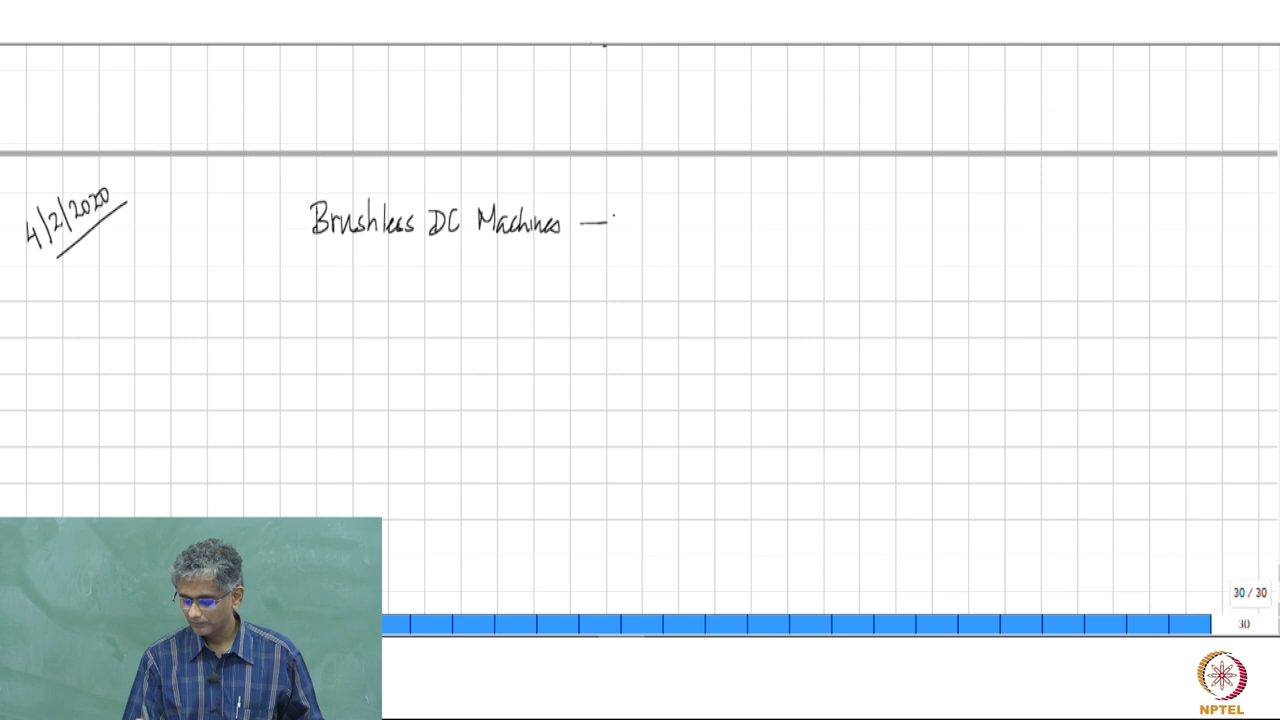 4/2/2020
Brushless DC Machines —
30 / 30
30
NPTEL